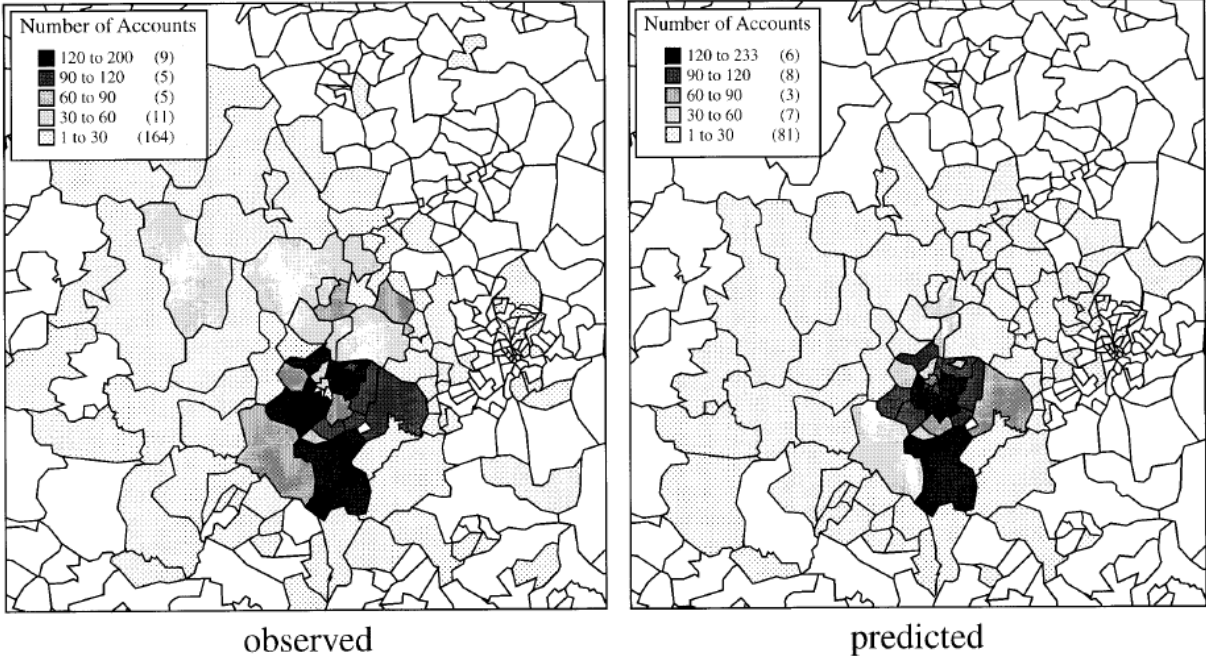 Number of Accounts
120 to 200 (9)
90 to 120 (5)
60 to 90 (5)
30 to 60 (11)
1 to 30 (164)
Number of Accounts
120 to 233 (6)
90 to 120 (8)
60 to 90 (3)
30 to 60 (7)
1 to 30 (81)
observed
predicted